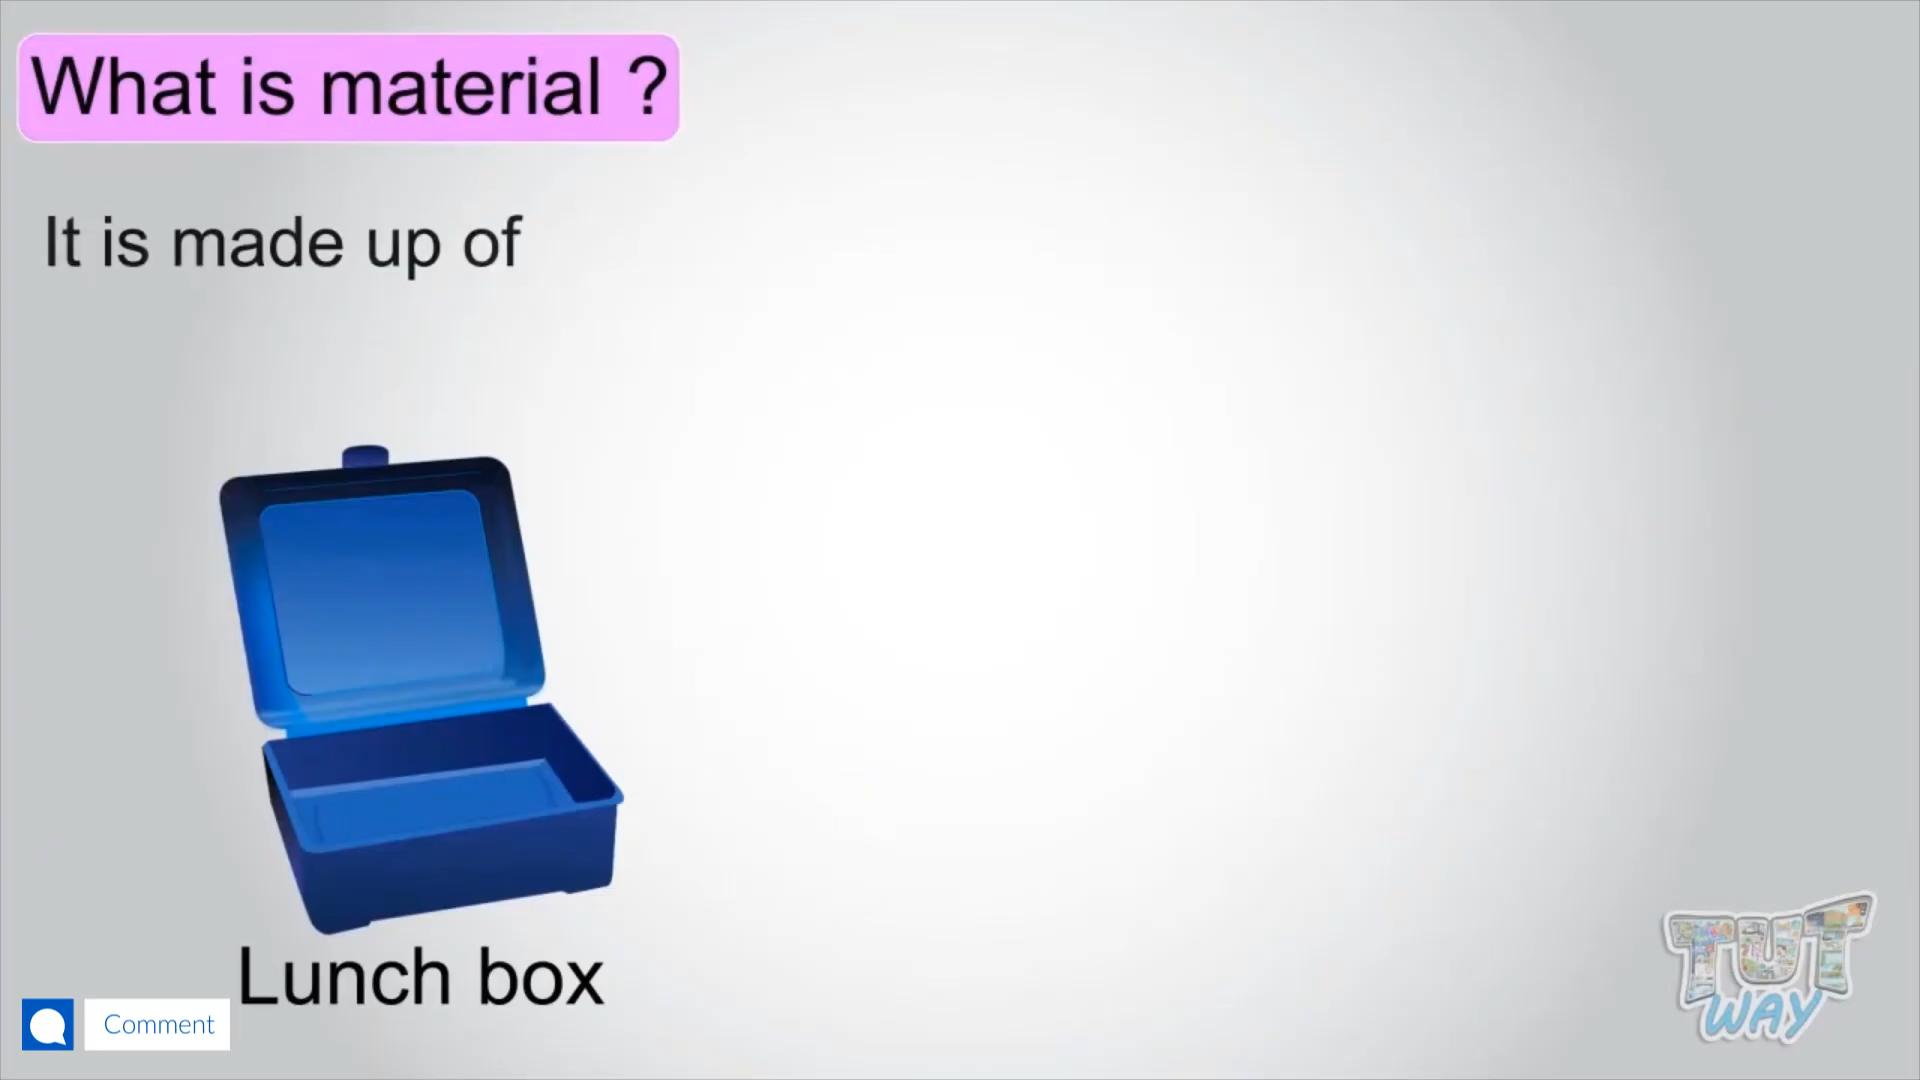 What is material ?
It is made up of
Lunch box
Comment
TUT
WAY